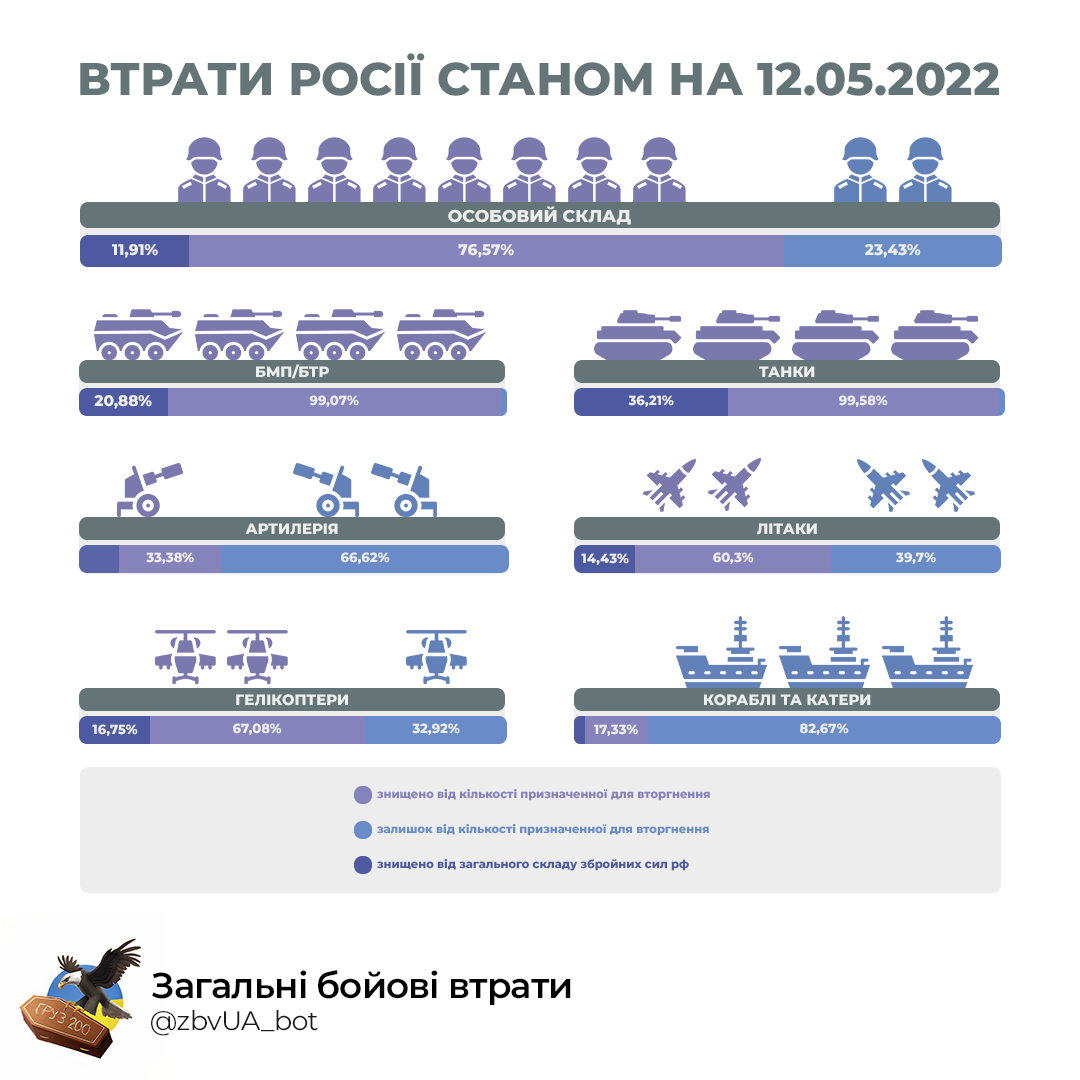 ВТРАТИ РОСІЇ СТАНОМ НА 12.05.2022
ОСОБОВИЙ СКЛАД
11,91% 76,57% 23,43%
БМП/БТР
20,88% 99,07%
ТАНКИ
36,21% 99,58%
АРТИЛЕРІЯ
33,38% 66,62%
ЛІТАКИ
14,43% 60,3% 39,7%
ГЕЛІКОПТЕРИ
16,75% 67,08% 32,92%
КОРАБЛІ ТА КАТЕРИ
17,33% 82,67%
знищено від кількості призначенної для вторгнення
залишок від кількості призначенної для вторгнення
знищено від загального складу збройних сил рф
ГРУЗ 200
Загальні бойові втрати
@zbvUA_bot